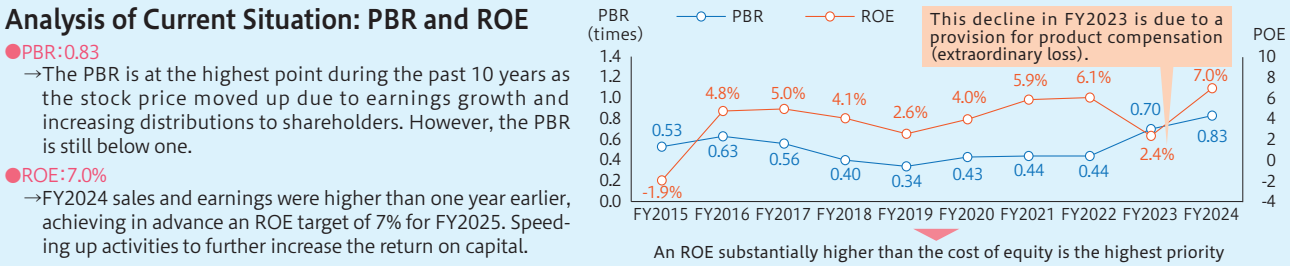 Analysis of Current Situation: PBR and ROE
●PBR:0.83
→The PBR is at the highest point during the past 10 years as
the stock price moved up due to earnings growth and
increasing distributions to shareholders. However, the PBR
is still below one.
●ROE:7.0%
→FY2024 sales and earnings were higher than one year earlier,
achieving in advance an ROE target of 7% for FY2025. Speed-
ing up activities to further increase the return on capital.
PBR
(times)
PBR
ROE
This decline in FY2023 is due to a
provision for product compensation
(extraordinary loss).
POE
1.4
1.2
1.0
0.8
0.6
0.4
0.2
0.0
10
8
6
4
2
0
-2
-4
-1.9%
4.8%
5.0%
4.1%
2.6%
4.0%
5.9%
6.1%
2.4%
7.0%
0.53
0.63
0.56
0.40
0.34
0.43
0.44
0.44
0.70
0.83
FY2015 FY2016 FY2017 FY2018 FY2019 FY2020 FY2021 FY2022 FY2023 FY2024
An ROE substantially higher than the cost of equity is the highest priority